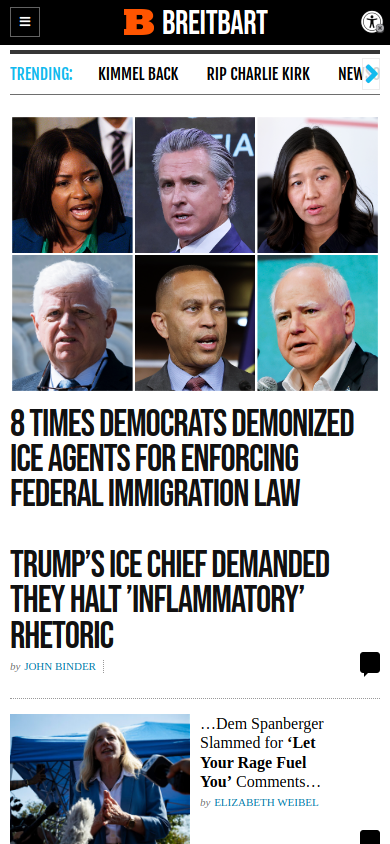 BREITBART
TRENDING: KIMMEL BACK RIP CHARLIE KIRK NEW
8 TIMES DEMOCRATS DEMONIZED
ICE AGENTS FOR ENFORCING
FEDERAL IMMIGRATION LAW
TRUMP’S ICE CHIEF DEMANDED
THEY HALT ’INFLAMMATORY’
RHETORIC
by JOHN BINDER
…Dem Spanberger
Slammed for ‘Let
Your Rage Fuel
You’ Comments…
by ELIZABETH WEIBEL